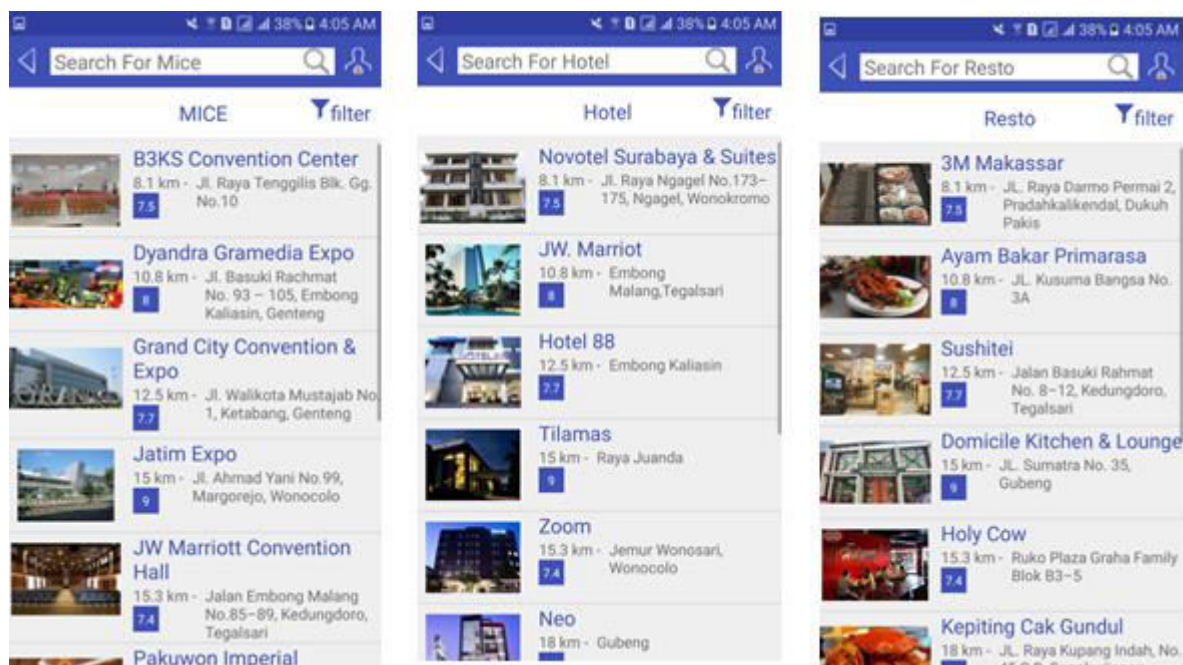 38% 4:05 AM
Search For Mice
MICE
filter
B3KS Convention Center
8.1 km - Jl. Raya Tenggilis Blk. Gg.
No.10
7.5
Dyandra Gramedia Expo
10.8 km - Jl. Basuki Rachmat
No. 93 – 105, Embong
Kaliasin, Genteng
8
Grand City Convention &
Expo
12.5 km - Jl. Walikota Mustajab No.
1, Ketabang, Genteng
7.7
Jatim Expo
15 km - Jl. Ahmad Yani No.99,
Margorejo, Wonocolo
9
JW Marriott Convention
Hall
15.3 km - Jalan Embong Malang
No.85–89, Kedungdoro,
Tegalsari
7.4
Pakuwon Imperial
38% 4:05 AM
Search For Hotel
Hotel
filter
Novotel Surabaya & Suites
8.1 km - Jl. Raya Ngagel No.173–
175, Ngagel, Wonokromo
7.5
JW. Marriot
10.8 km - Embong
Malang,Tegalsari
8
Hotel 88
12.5 km - Embong Kaliasin
7.7
Tilamas
15 km - Raya Juanda
9
Zoom
15.3 km - Jemur Wonosari,
Wonocolo
7.4
Neo
18 km - Gubeng
38% 4:05 AM
Search For Resto
Resto
filter
3M Makassar
8.1 km - JL. Raya Darmo Permai 2,
Pradahkalikendal, Dukuh
Pakis
7.5
Ayam Bakar Primarasa
10.8 km - JL. Kusuma Bangsa No.
3A
8
Sushitei
12.5 km - Jalan Basuki Rahmat
No. 8–12, Kedungdoro,
Tegalsari
7.7
Domicile Kitchen & Lounge
15 km - JL. Sumatra No. 35,
Gubeng
9
Holy Cow
15.3 km - Ruko Plaza Graha Family
Blok B3–5
7.4
Kepiting Cak Gundul
18 km - JL. Raya Kupang Indah, No.